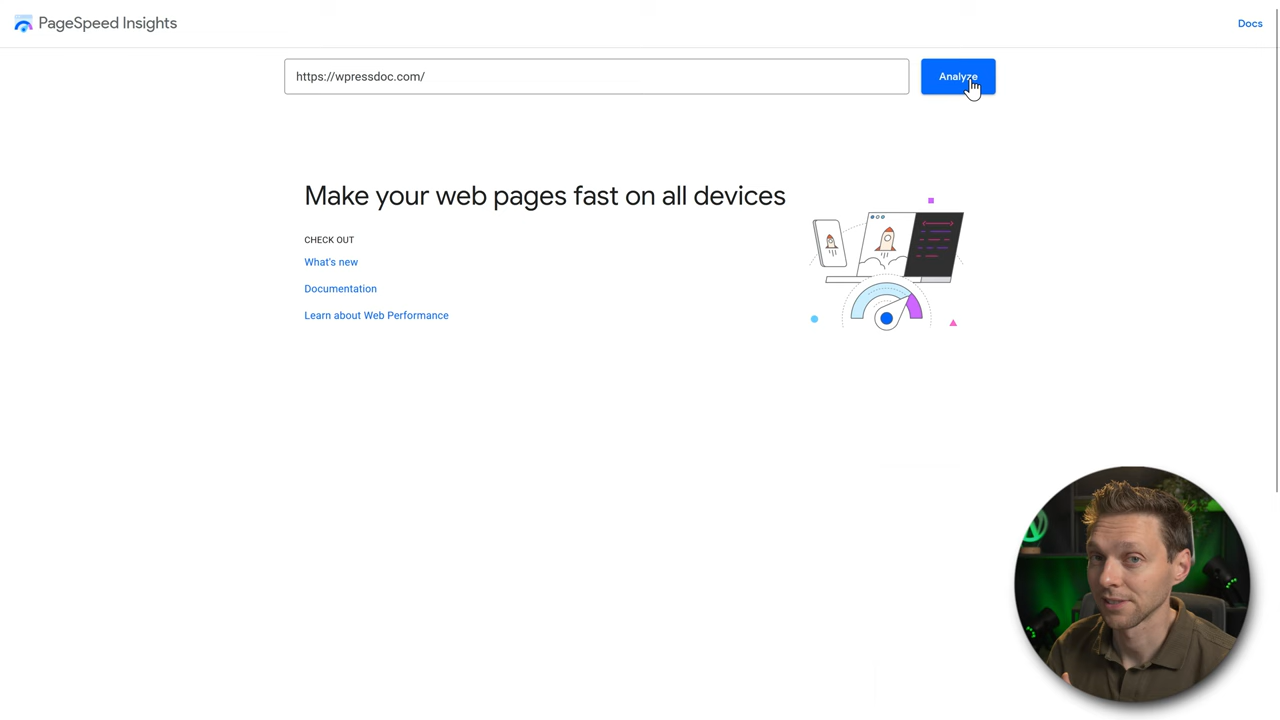 PageSpeed Insights
Docs
https://wpressdoc.com/
Analyze
Make your web pages fast on all devices
CHECK OUT
What's new
Documentation
Learn about Web Performance